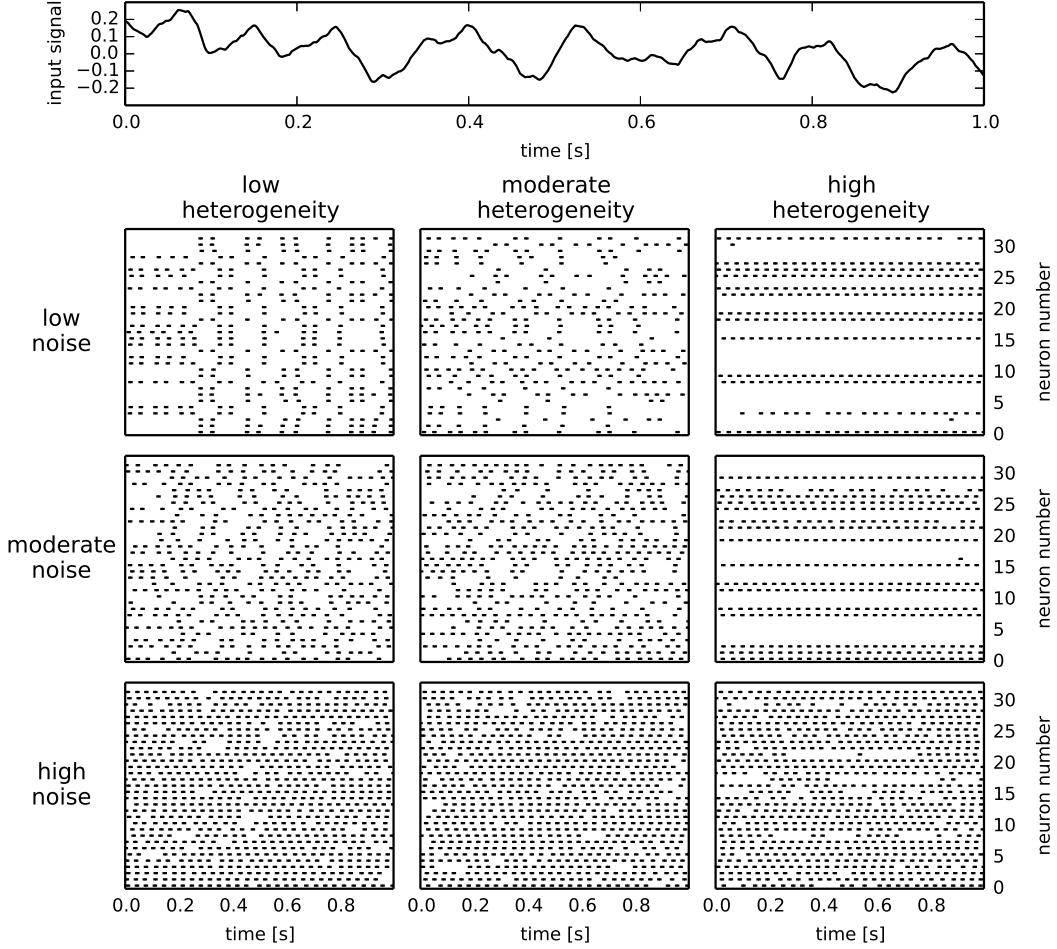 input signal
0.2
0.1
0.0
−0.1
−0.2
0.0 0.2 0.4 0.6 0.8 1.0
time [s]
low heterogeneity
moderate heterogeneity
high heterogeneity
low noise
30
25
20
15
10
5
0
neuron number
moderate noise
30
25
20
15
10
5
0
neuron number
high noise
30
25
20
15
10
5
0
neuron number
0.0 0.2 0.4 0.6 0.8
0.0 0.2 0.4 0.6 0.8
0.0 0.2 0.4 0.6 0.8
time [s]
time [s]
time [s]